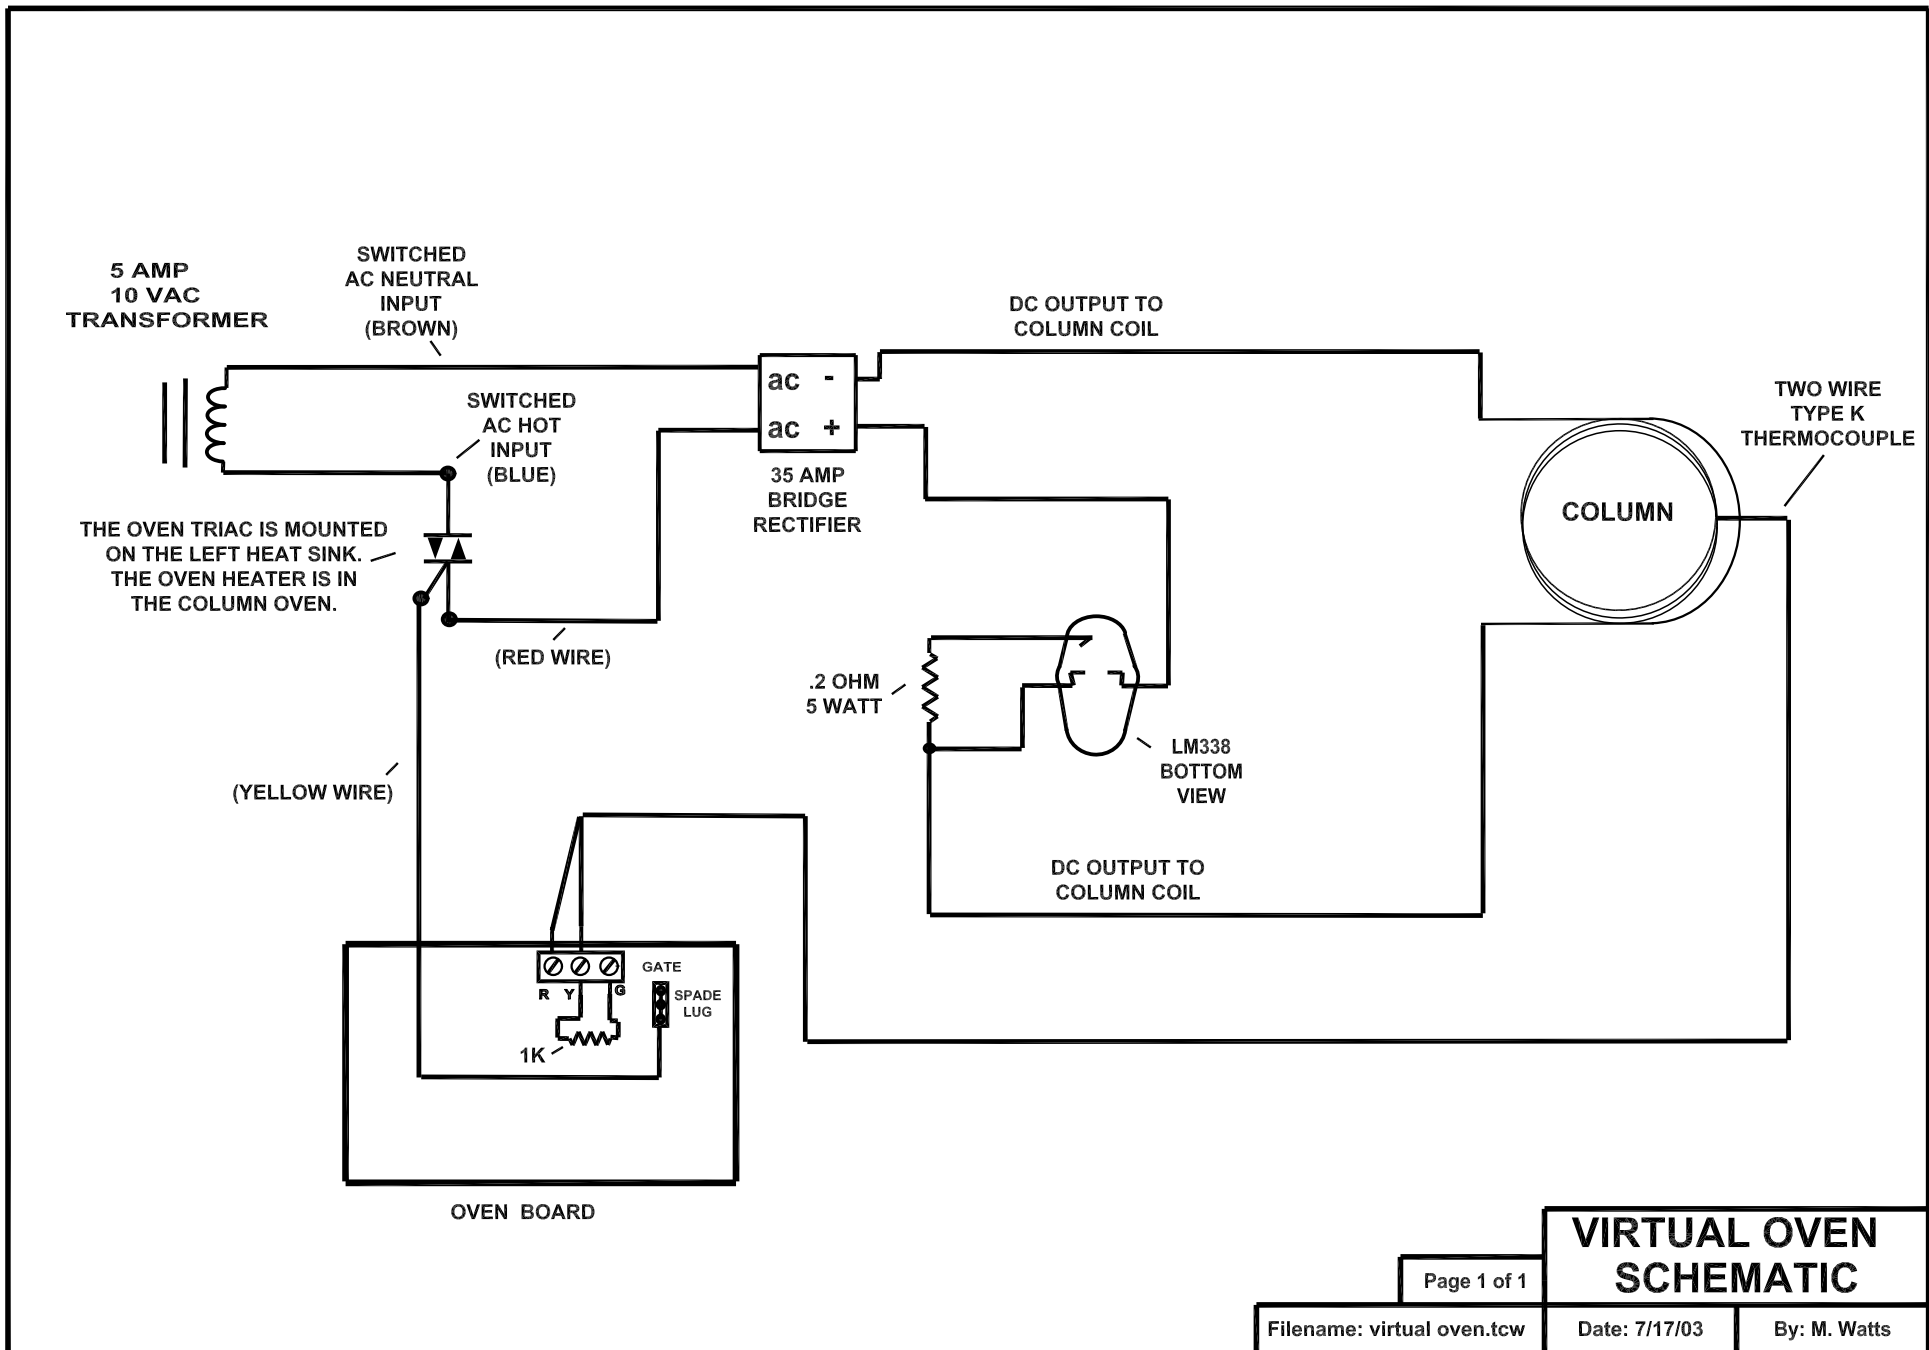 5 AMP
10 VAC
TRANSFORMER
SWITCHED
AC NEUTRAL
INPUT
(BROWN)
SWITCHED
AC HOT
INPUT
(BLUE)
ac -
ac +
35 AMP
BRIDGE
RECTIFIER
DC OUTPUT TO
COLUMN COIL
TWO WIRE
TYPE K
THERMOCOUPLE
COLUMN
THE OVEN TRIAC IS MOUNTED
ON THE LEFT HEAT SINK.
THE OVEN HEATER IS IN
THE COLUMN OVEN.
(RED WIRE)
.2 OHM
5 WATT
LM338
BOTTOM
VIEW
(YELLOW WIRE)
DC OUTPUT TO
COLUMN COIL
R Y G
GATE
SPADE
LUG
1K
OVEN BOARD
VIRTUAL OVEN
SCHEMATIC
Page 1 of 1
Filename: virtual oven.tcw
Date: 7/17/03
By: M. Watts